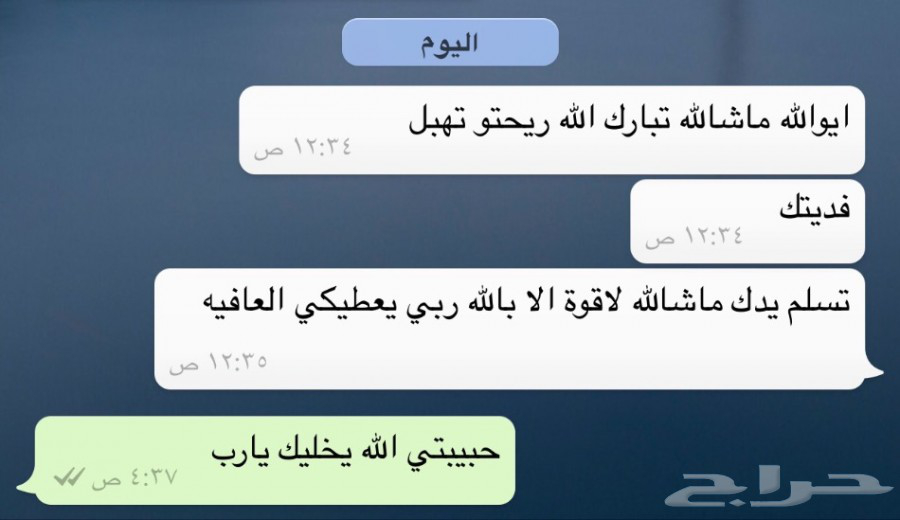 اليوم
ايوالله ماشالله تبارك الله ريحتو تهبل
١٢:٣٤ ص
فديتك
١٢:٣٤ ص
تسلم يدك ماشالله لاقوة الا بالله ربي يعطيكي العافيه
١٢:٣٥ ص
حبيبتي الله يخليك يارب
٤:٣٧ ص
حراج